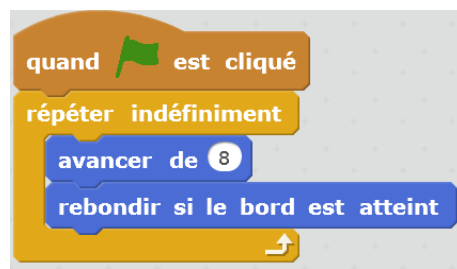 quand est cliqué
répéter indéfiniment
avancer de 8
rebondir si le bord est atteint